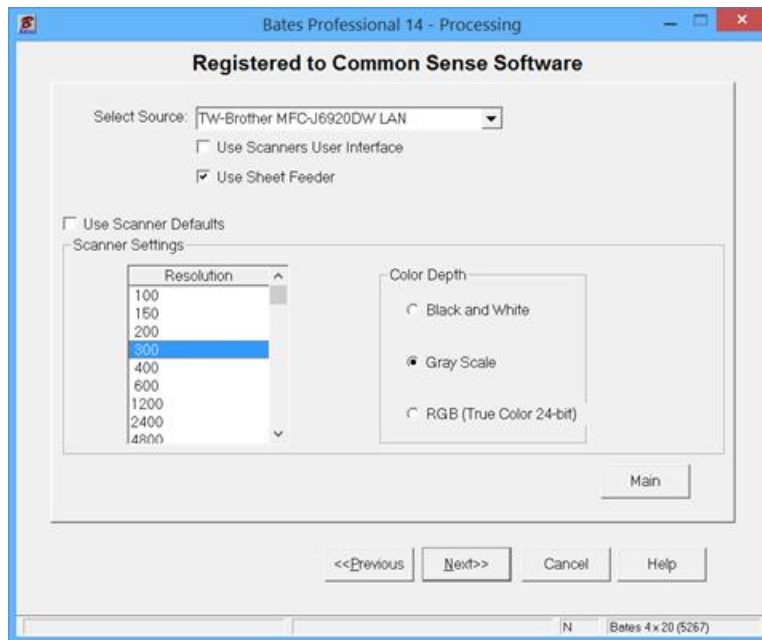 Bates Professional 14 - Processing
Registered to Common Sense Software
Select Source: TW-Brother MFC-J6920DW LAN
Use Scanners User Interface
Use Sheet Feeder
Use Scanner Defaults
Scanner Settings
Resolution
100
150
200
300
400
600
1200
2400
4800
Color Depth
Black and White
Gray Scale
RGB (True Color 24-bit)
Main
<<Previous Next>> Cancel Help
N Bates 4 x 20 (5267)